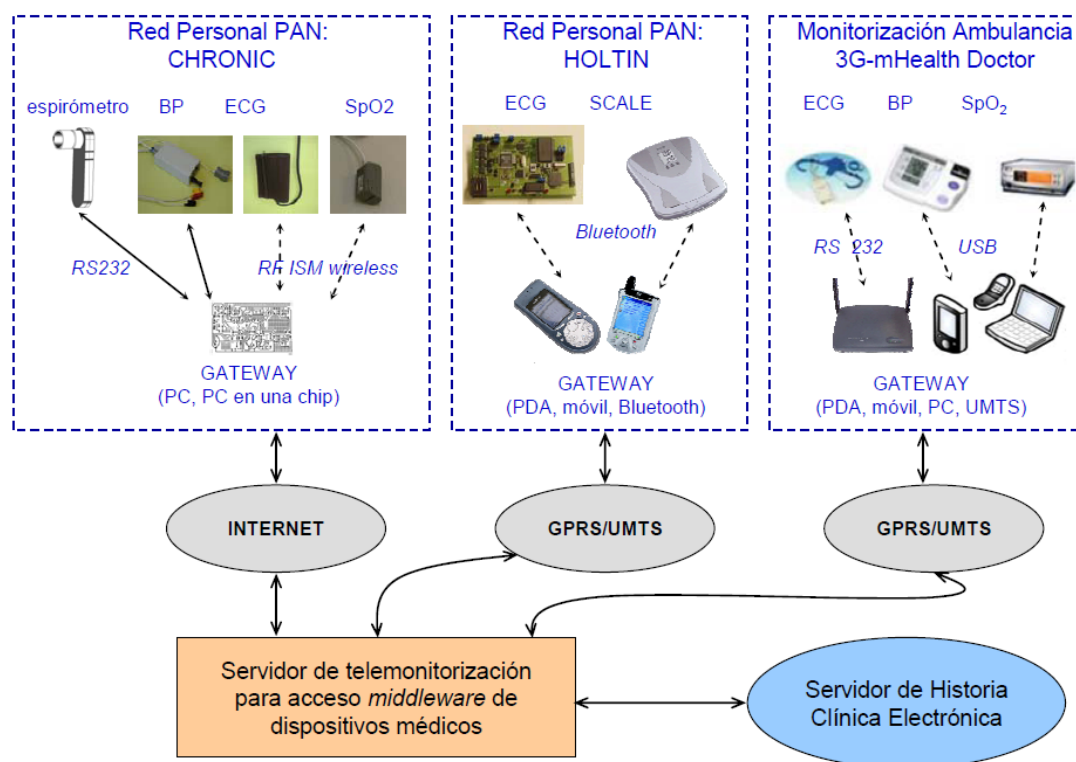 Red Personal PAN:
CHRONIC
espirómetro BP ECG SpO2
RS232 RF ISM wireless
GATEWAY
(PC, PC en una chip)
Red Personal PAN:
HOLTIN
ECG SCALE
Bluetooth
GATEWAY
(PDA, móvil, Bluetooth)
Monitorización Ambulancia
3G-mHealth Doctor
ECG BP SpO₂
RS 232 USB
GATEWAY
(PDA, móvil, PC, UMTS)
INTERNET
GPRS/UMTS
GPRS/UMTS
Servidor de telemonitorización
para acceso middleware de
dispositivos médicos
Servidor de Historia
Clínica Electrónica